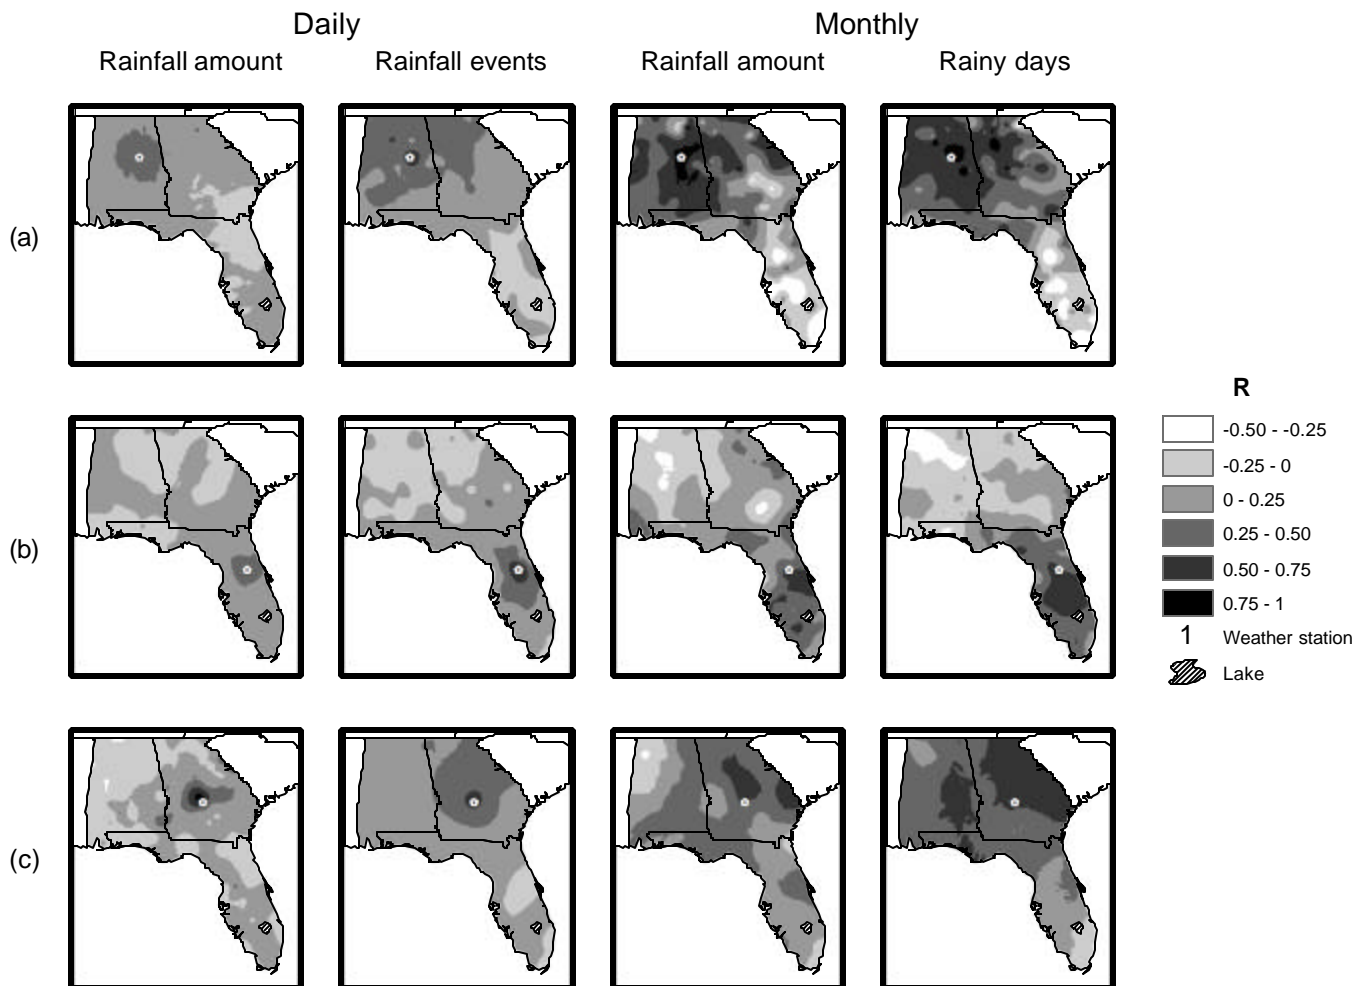 Daily
Monthly
Rainfall amount
Rainfall events
Rainfall amount
Rainy days
(a)
(b)
(c)
R
-0.50 - -0.25
-0.25 - 0
0 - 0.25
0.25 - 0.50
0.50 - 0.75
0.75 - 1
1 Weather station
Lake